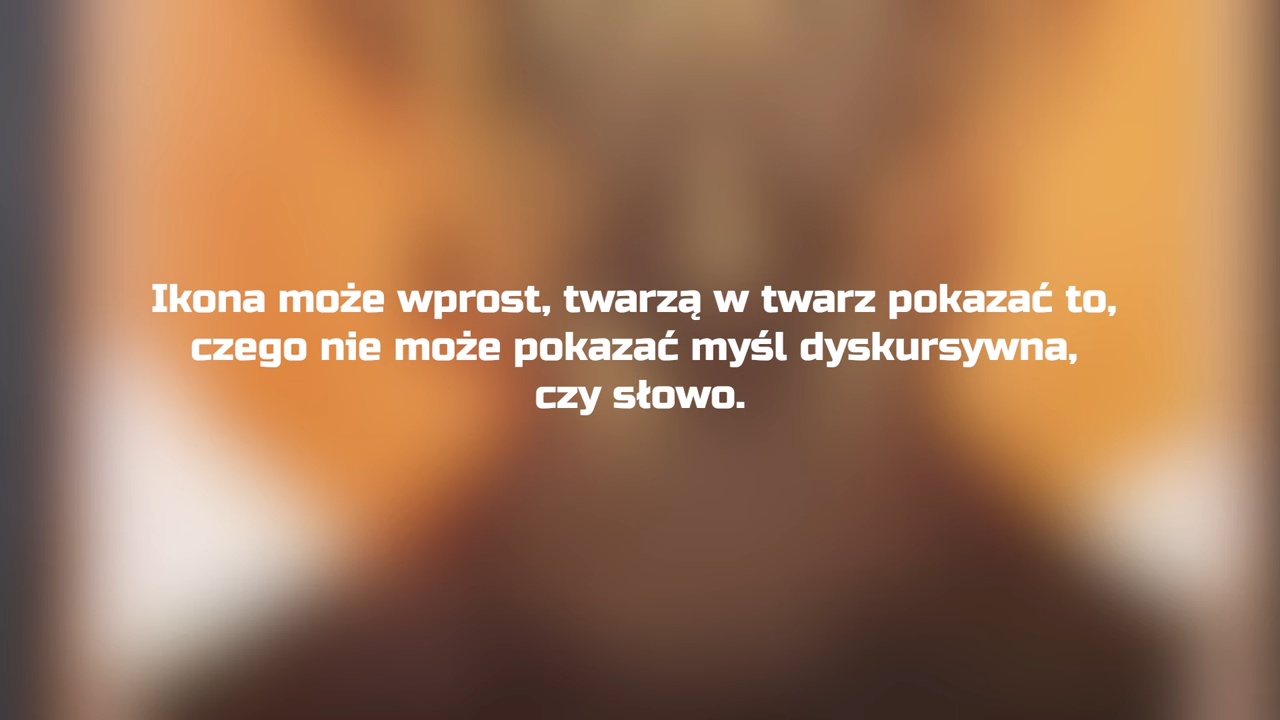 Ikona może wprost, twarzą w twarz pokazać to,
czego nie może pokazać myśl dyskursywna,
czy słowo.